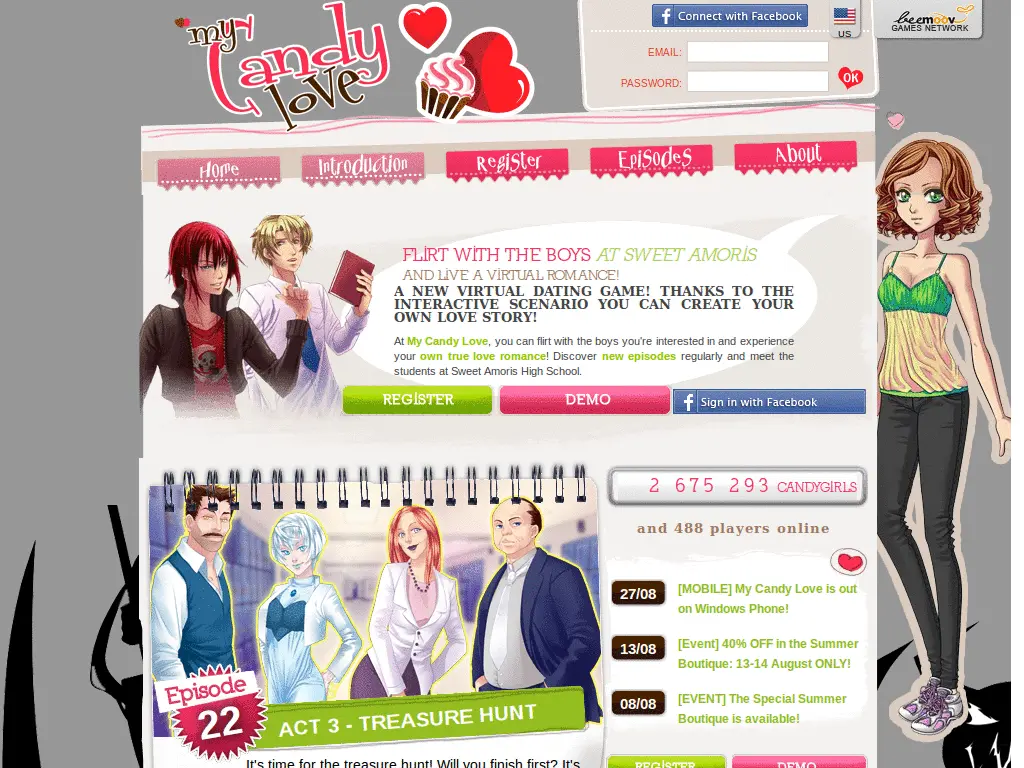 my
Candy
love
Connect with Facebook
US
beemoov
GAMES NETWORK
EMAIL:
PASSWORD:
OK
Home
Introduction
Register
Episodes
About
FLIRT WITH THE BOYS AT SWEET AMORIS
AND LIVE A VIRTUAL ROMANCE!
A NEW VIRTUAL DATING GAME! THANKS TO THE
INTERACTIVE SCENARIO YOU CAN CREATE YOUR
OWN LOVE STORY!
At My Candy Love, you can flirt with the boys you're interested in and experience
your own true love romance! Discover new episodes regularly and meet the
students at Sweet Amoris High School.
REGISTER
DEMO
Sign in with Facebook
2 675 293 CANDYGIRLS
and 488 players online
27/08
[MOBILE] My Candy Love is out
on Windows Phone!
13/08
[Event] 40% OFF in the Summer
Boutique: 13-14 August ONLY!
08/08
[EVENT] The Special Summer
Boutique is available!
Episode
22
ACT 3 - TREASURE HUNT
It's time for the treasure hunt! Will you finish first? It's
REGISTER
DEMO